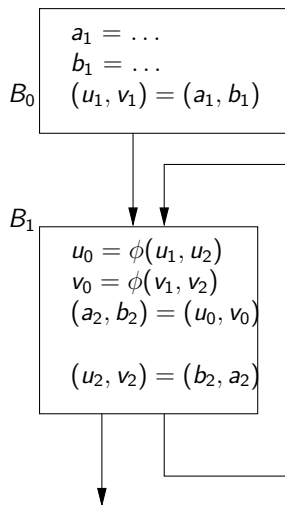 a₁ = …
b₁ = …
B₀ (u₁, v₁) = (a₁, b₁)
B₁
u₀ = ϕ(u₁, u₂)
v₀ = ϕ(v₁, v₂)
(a₂, b₂) = (u₀, v₀)
(u₂, v₂) = (b₂, a₂)